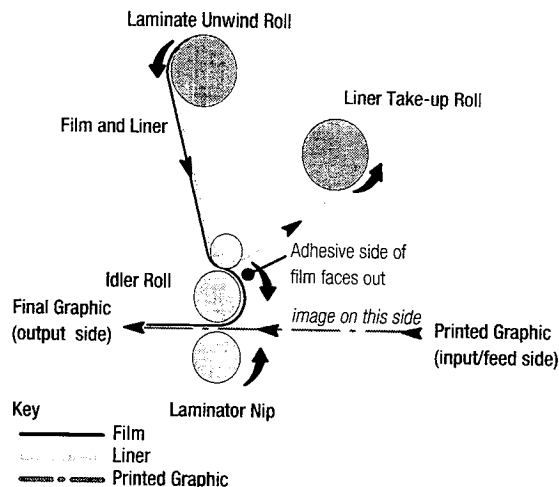 Laminate Unwind Roll
Liner Take-up Roll
Film and Liner
Adhesive side of
film faces out
Idler Roll
Final Graphic
(output side)
image on this side
Printed Graphic
(input/feed side)
Laminator Nip
Key
Film
Liner
Printed Graphic